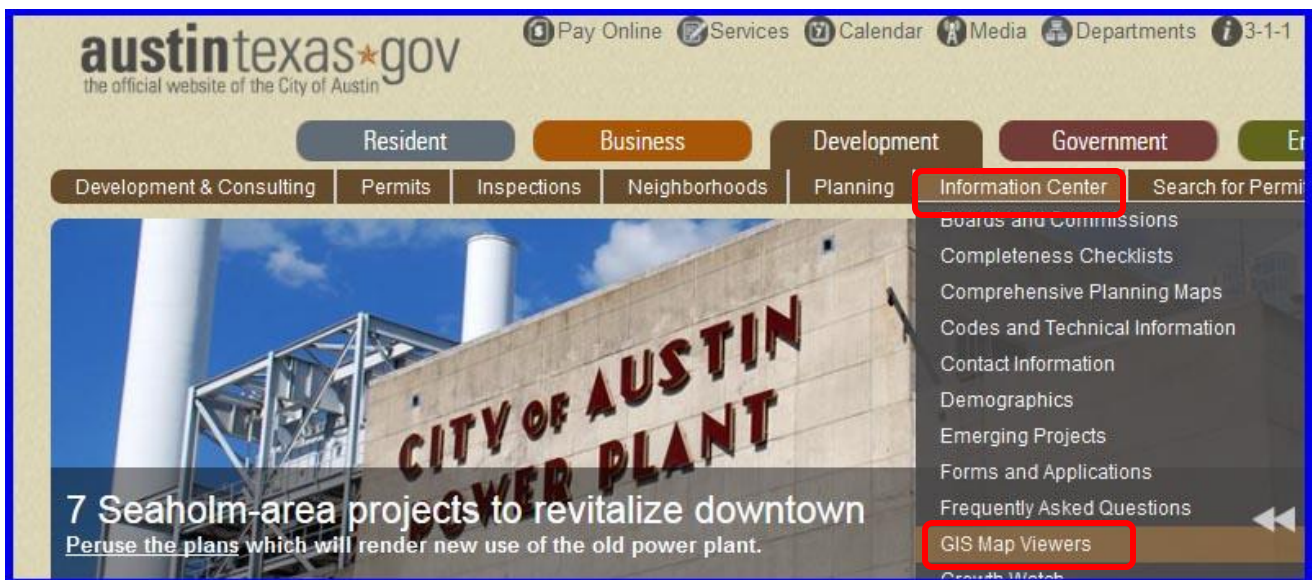 Pay Online Services Calendar Media Departments 3-1-1
austintexas.gov
the official website of the City of Austin
Resident Business Development Government
Development & Consulting Permits Inspections Neighborhoods Planning Information Center Search for
Boards and Commissions
Completeness Checklists
Comprehensive Planning Maps
Codes and Technical Information
Contact Information
Demographics
Emerging Projects
Forms and Applications
Frequently Asked Questions
GIS Map Viewers
Growth Watch
CITY OF AUSTIN
POWER PLANT
7 Seaholm-area projects to revitalize downtown
Peruse the plans which will render new use of the old power plant.